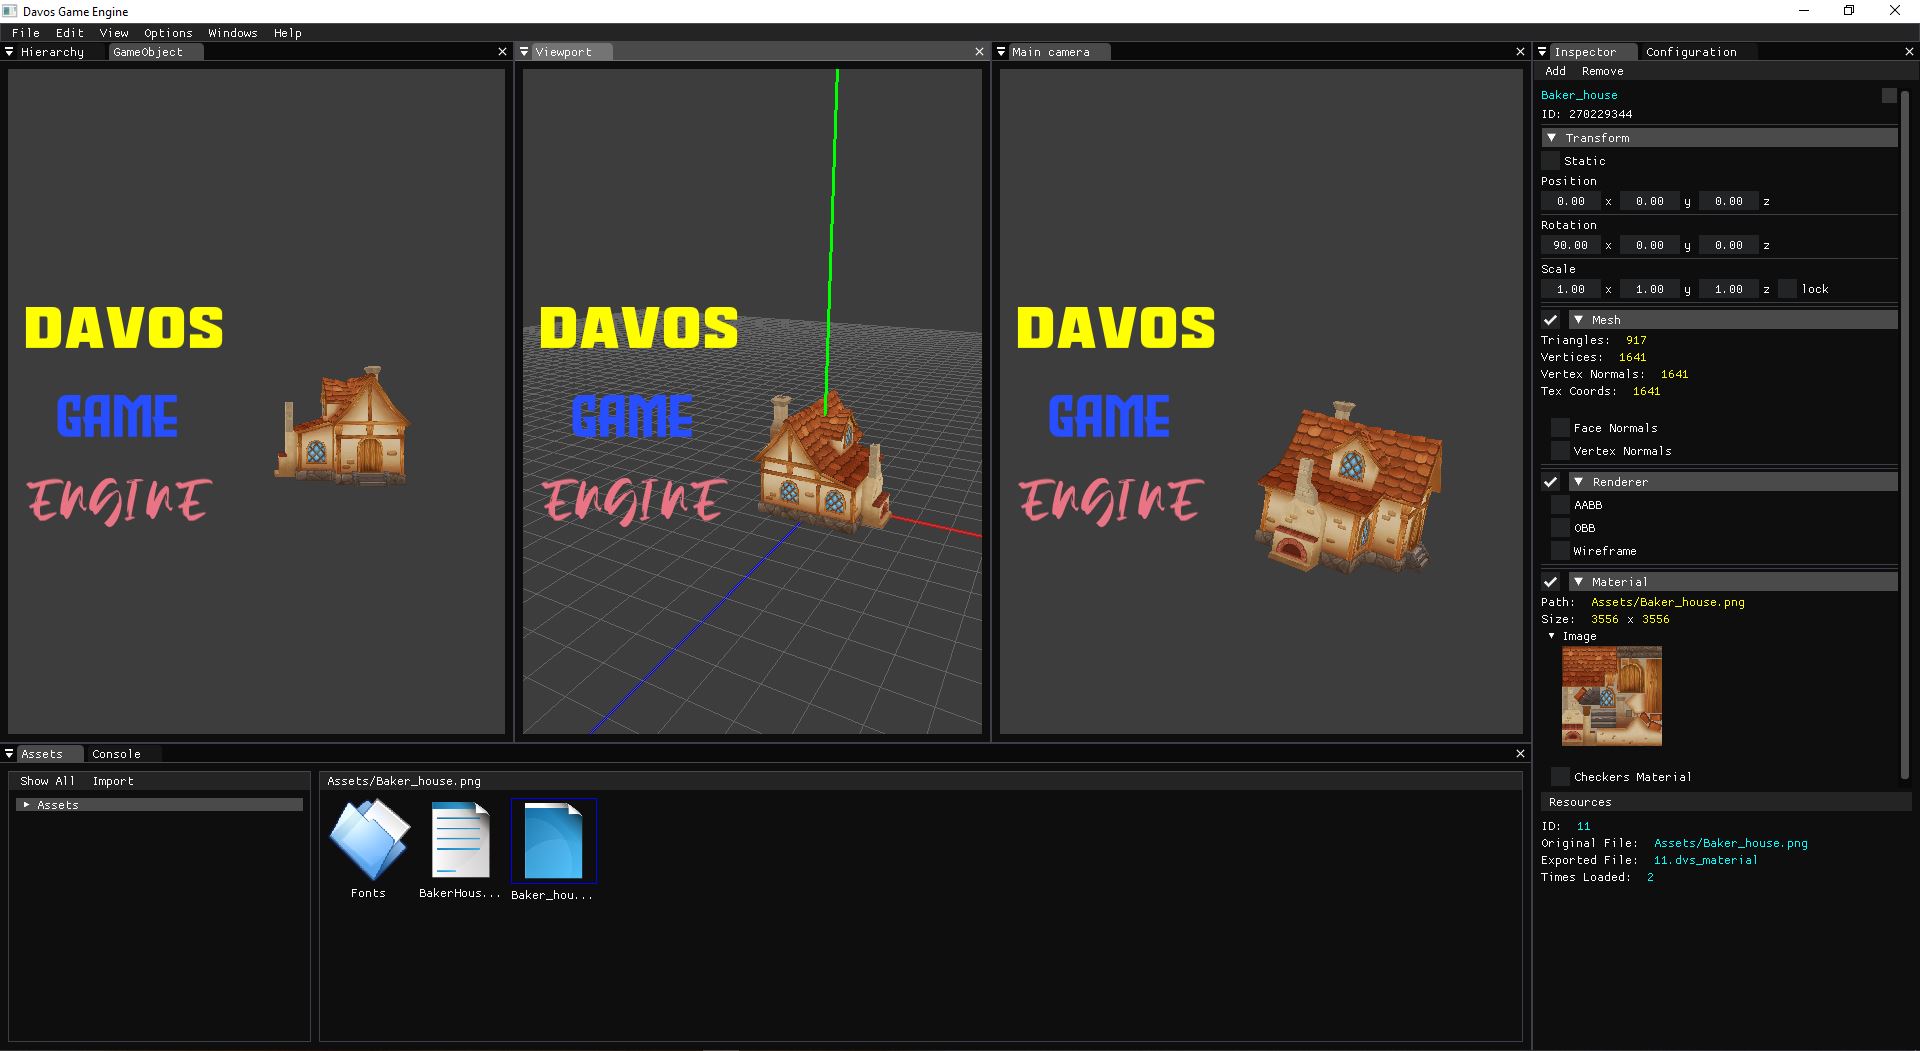 Davos Game Engine
File Edit View Options Windows Help
Hierarchy GameObject
DAVOS
GAME
ENGINE
Viewport
DAVOS
GAME
ENGINE
Main camera
DAVOS
GAME
ENGINE
Inspector Configuration
Add Remove
Baker_house
ID: 270229344
Transform
Static
Position
0.00 x 0.00 y 0.00 z
Rotation
90.00 x 0.00 y 0.00 z
Scale
1.00 x 1.00 y 1.00 z lock
Mesh
Triangles: 917
Vertices: 1641
Vertex Normals: 1641
Tex Coords: 1641
Face Normals
Vertex Normals
Renderer
AABB
OBB
Wireframe
Material
Path: Assets/Baker_house.png
Size: 3556 x 3556
Image
Checkers Material
Resources
ID: 11
Original File: Assets/Baker_house.png
Exported File: 11.dvs_material
Times Loaded: 2
Assets Console
Show All Import
Assets
Assets/Baker_house.png
Fonts
BakerHous...
Baker_hou...